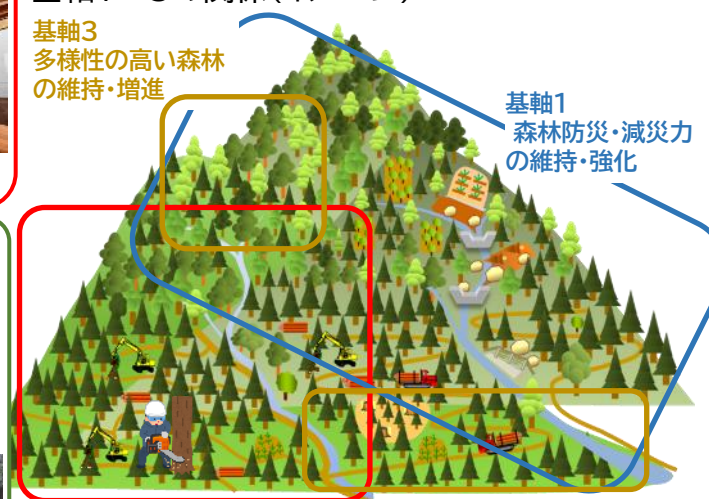 基軸3
多様性の高い森林
の維持・増進
基軸1
森林防災・減災力
の維持・強化